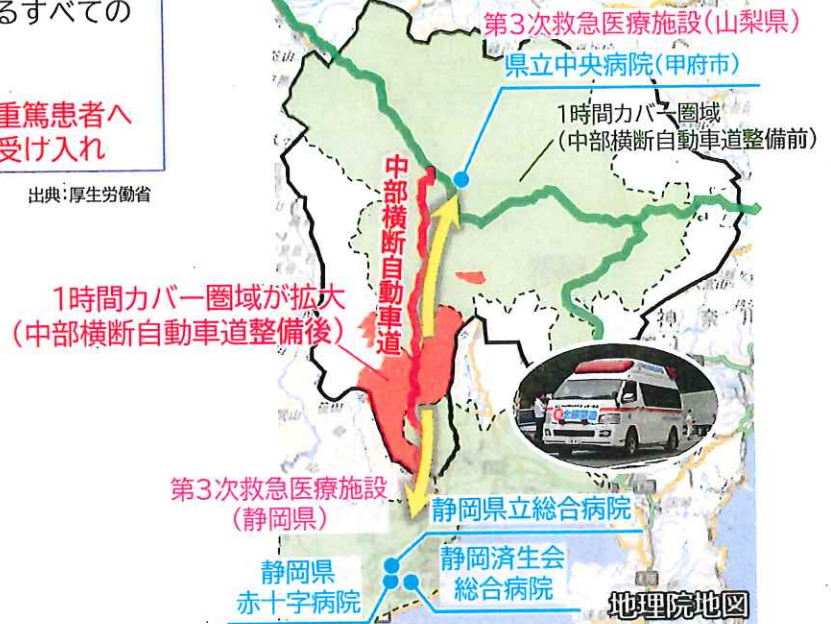 るすべての
重篤患者へ
受け入れ
出典：厚生労働省
第3次救急医療施設（山梨県）
県立中央病院（甲府市）
1時間カバー圏域
（中部横断自動車道整備前）
中部横断自動車道
1時間カバー圏域が拡大
（中部横断自動車道整備後）
神奈川
第3次救急医療施設
（静岡県）
静岡県立総合病院
静岡県
赤十字病院
静岡済生会
総合病院
地理院地図